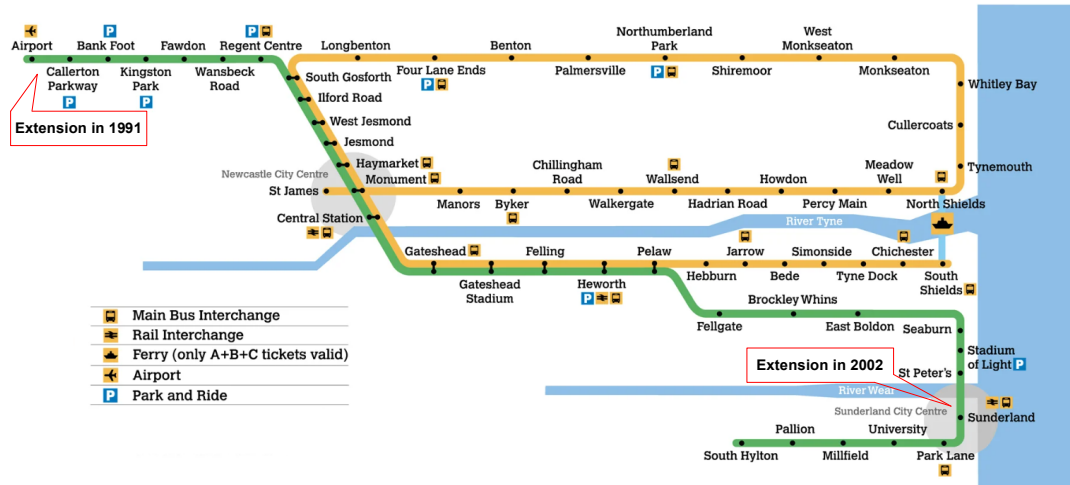 Airport
Bank Foot
Fawdon
Regent Centre
Callerton
Parkway
Kingston
Park
Wansbeck
Road
Extension in 1991
Longbenton
Benton
Northumberland
Park
West
Monkseaton
South Gosforth
Four Lane Ends
Palmersville
Shiremoor
Monkseaton
Whitley Bay
Ilford Road
West Jesmond
Cullercoats
Jesmond
Haymarket
Tynemouth
Newcastle City Centre
Monument
St James
Chillingham
Road
Wallsend
Howdon
Meadow
Well
Manors
Byker
Walkergate
Hadrian Road
Percy Main
North Shields
Central Station
River Tyne
Gateshead
Felling
Pelaw
Jarrow
Simonside
Chichester
Gateshead
Stadium
Heworth
Hebburn
Bede
Tyne Dock
South
Shields
Brockley Whins
Fellgate
East Boldon
Seaburn
Stadium
of Light
St Peter's
Extension in 2002
River Wear
Sunderland City Centre
Sunderland
Pallion
University
South Hylton
Millfield
Park Lane
Main Bus Interchange
Rail Interchange
Ferry (only A+B+C tickets valid)
Airport
P Park and Ride